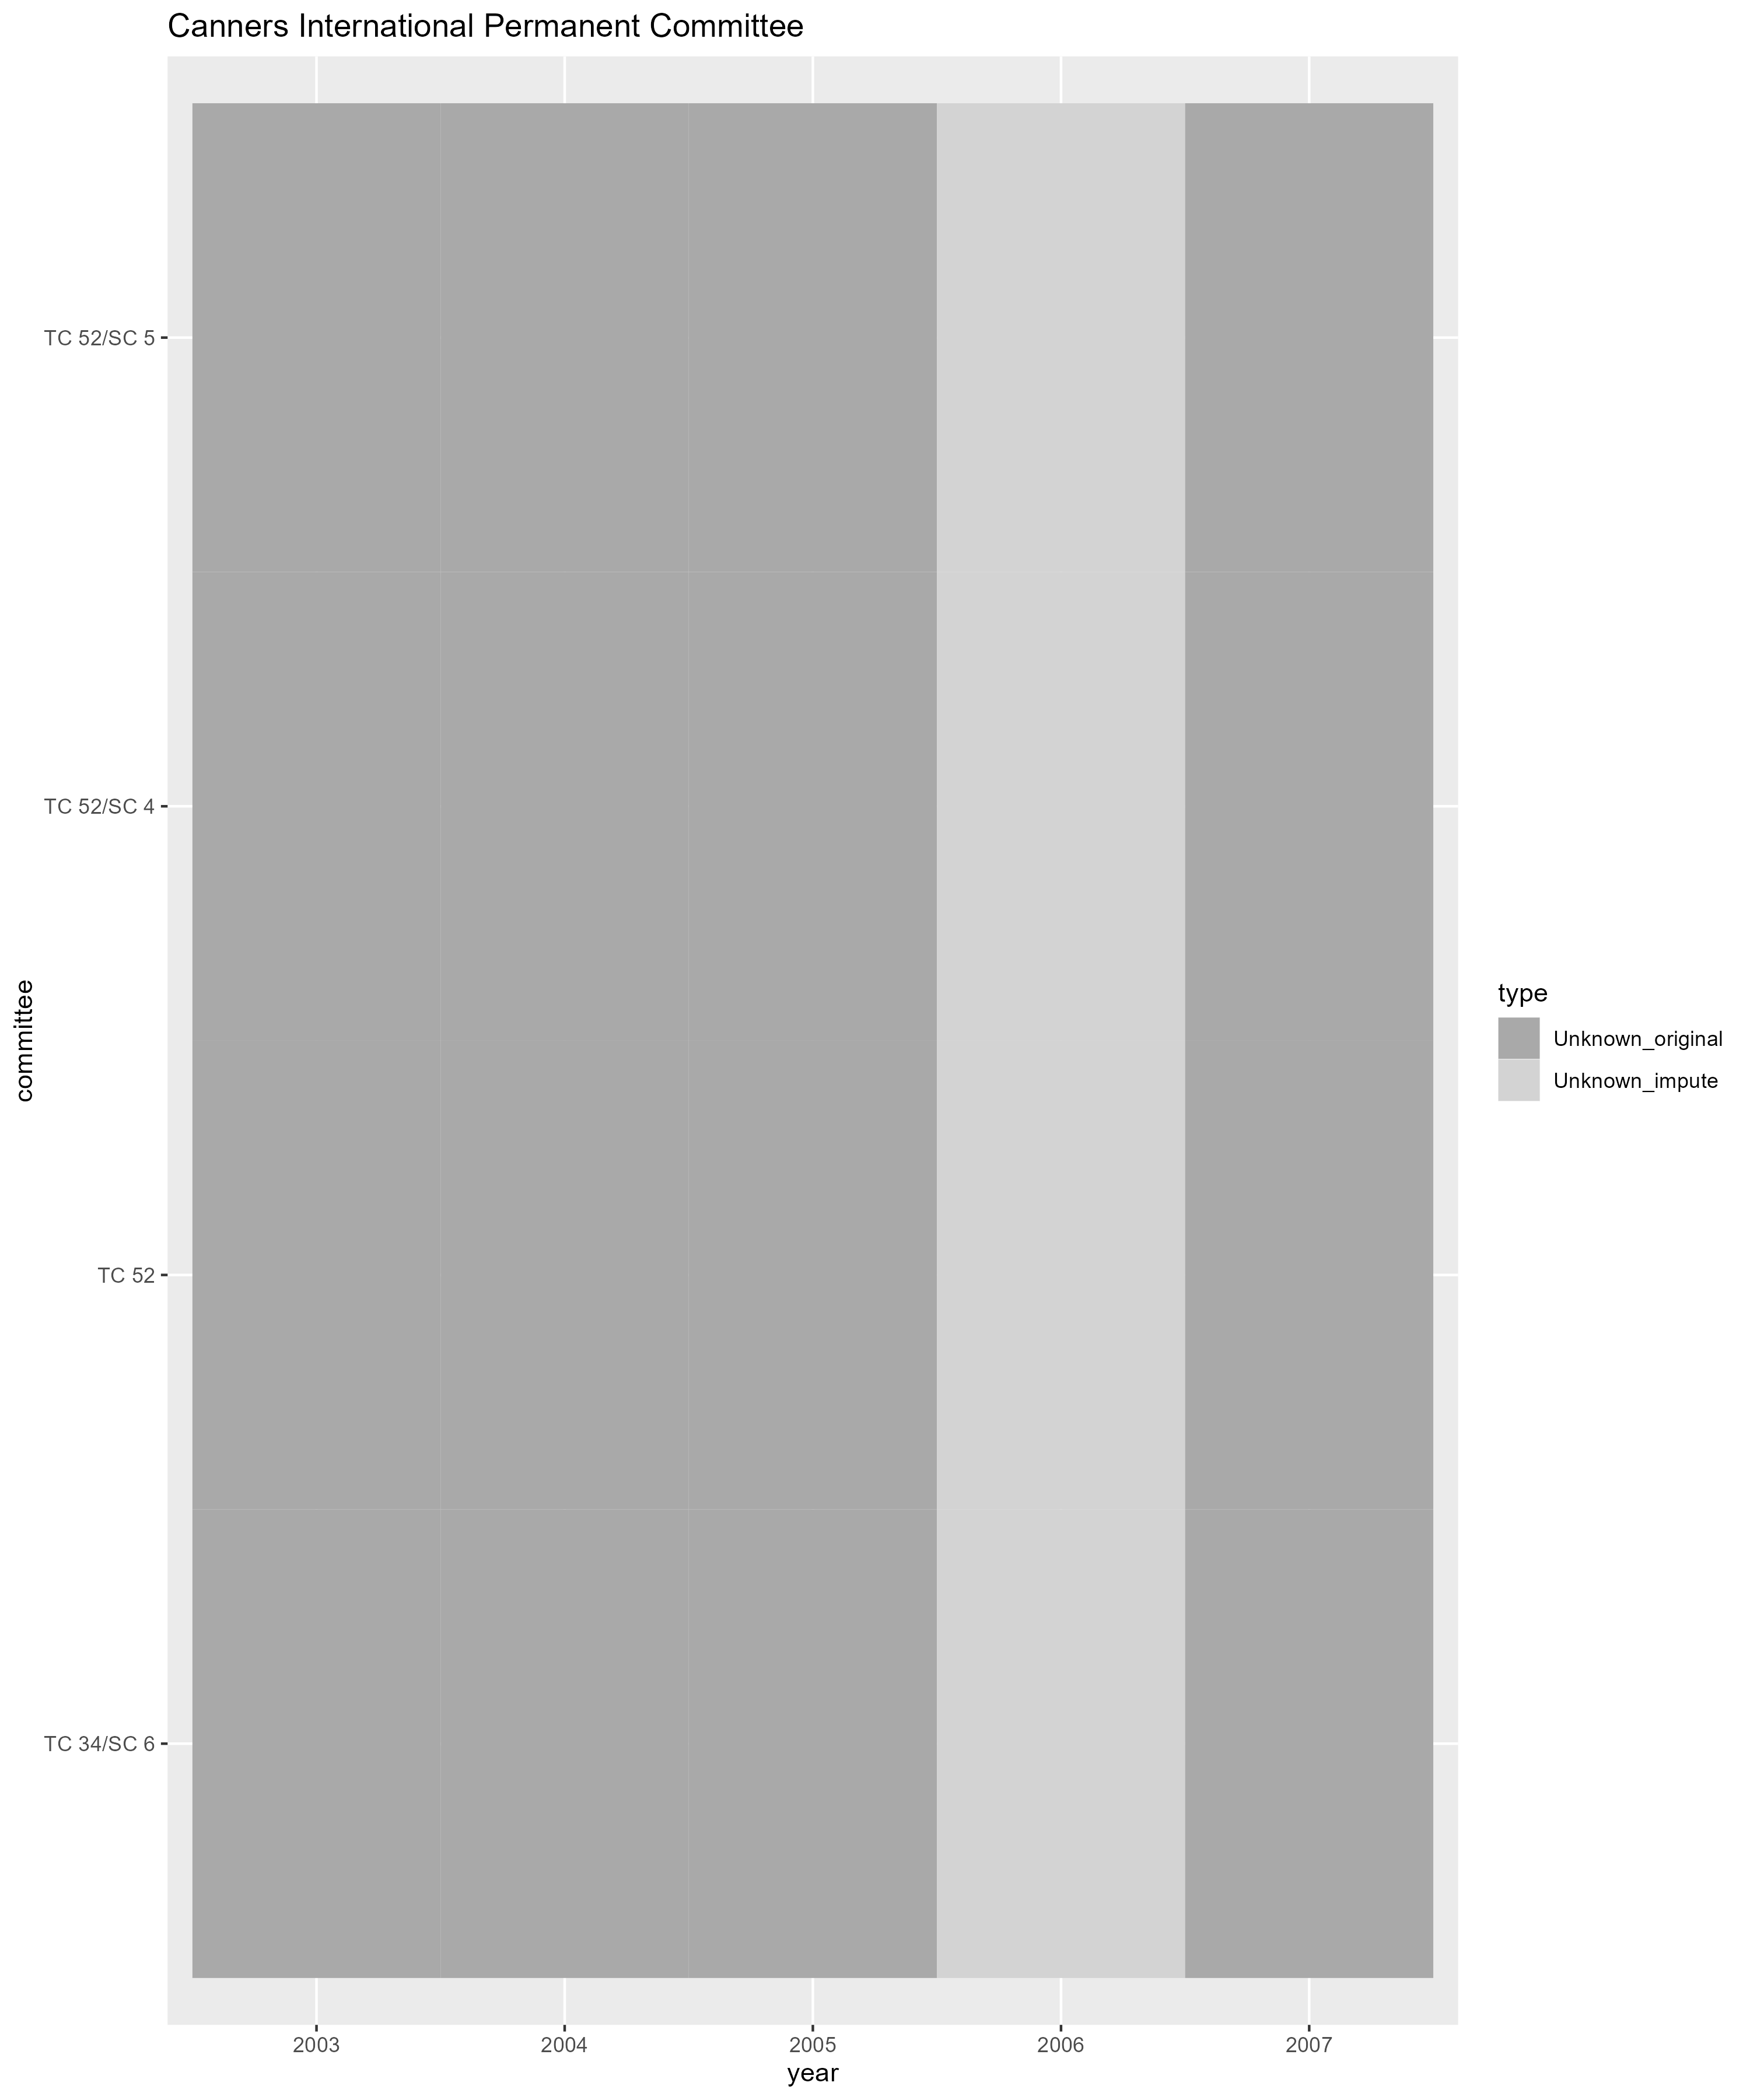 Canners International Permanent Committee
committee
TC 52/SC 5
TC 52/SC 4
TC 52
TC 34/SC 6
2003
2004
2005
2006
2007
year
type
Unknown_original
Unknown_impute